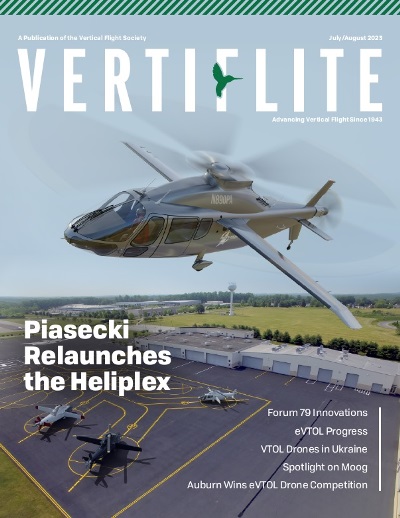 A Publication of the Vertical Flight Society
July/August 2023
VERTIFLITE
Advancing Vertical Flight Since 1943
N990PA
Piasecki
Relaunches
the Heliplex
Forum 79 Innovations
eVTOL Progress
VTOL Drones in Ukraine
Spotlight on Moog
Auburn Wins eVTOL Drone Competition